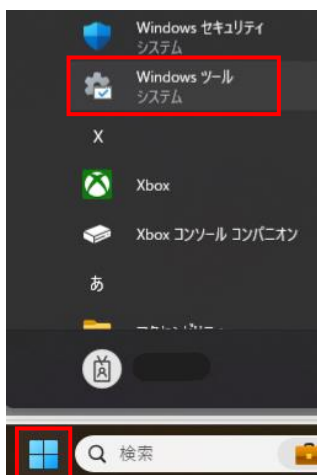 Windows セキュリティ
システム
Windows ツール
システム
X
Xbox
Xbox コンソール コンパニオン
あ
検索